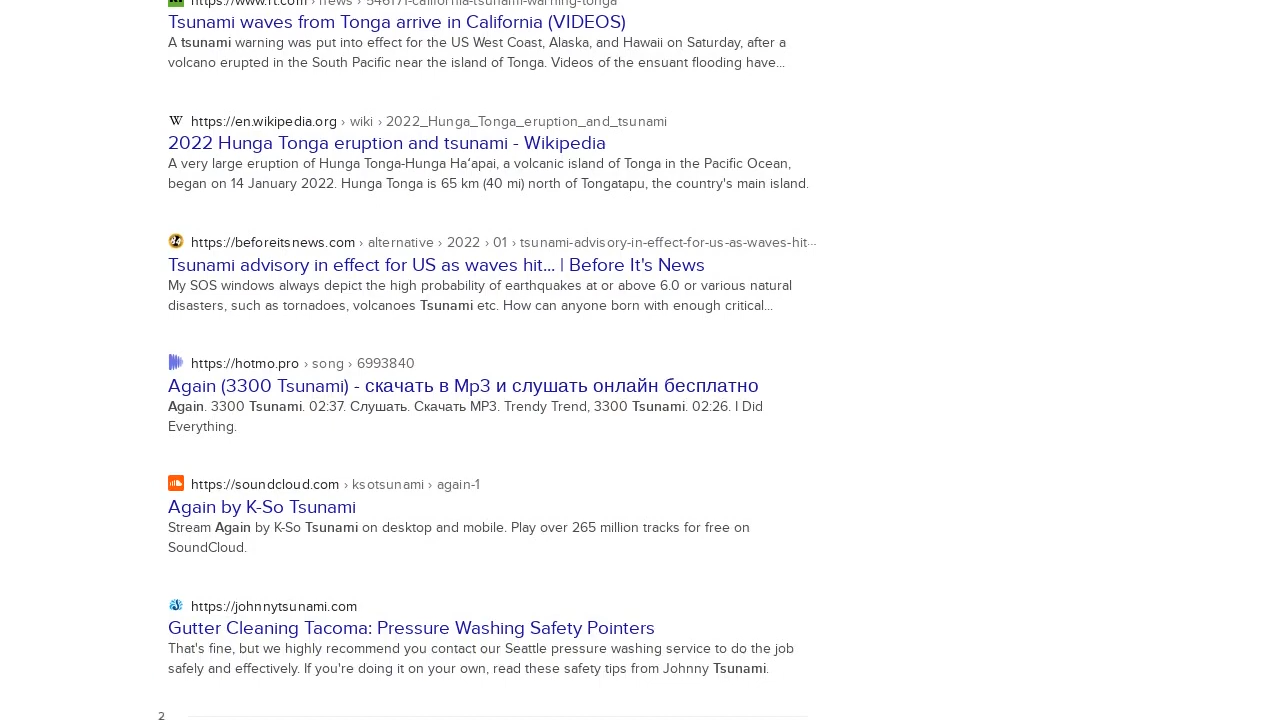 https://www.rt.com › news › 546171-california-tsunami-warning-tonga
Tsunami waves from Tonga arrive in California (VIDEOS)
A tsunami warning was put into effect for the US West Coast, Alaska, and Hawaii on Saturday, after a
volcano erupted in the South Pacific near the island of Tonga. Videos of the ensuant flooding have...
https://en.wikipedia.org › wiki › 2022_Hunga_Tonga_eruption_and_tsunami
2022 Hunga Tonga eruption and tsunami - Wikipedia
A very large eruption of Hunga Tonga-Hunga Haʻapai, a volcanic island of Tonga in the Pacific Ocean,
began on 14 January 2022. Hunga Tonga is 65 km (40 mi) north of Tongatapu, the country's main island.
https://beforeitsnews.com › alternative › 2022 › 01 › tsunami-advisory-in-effect-for-us-as-waves-hit...
Tsunami advisory in effect for US as waves hit... | Before It's News
My SOS windows always depict the high probability of earthquakes at or above 6.0 or various natural
disasters, such as tornadoes, volcanoes Tsunami etc. How can anyone born with enough critical...
https://hotmo.pro › song › 6993840
Again (3300 Tsunami) - скачать в Mp3 и слушать онлайн бесплатно
Again. 3300 Tsunami. 02:37. Слушать. Скачать MP3. Trendy Trend, 3300 Tsunami. 02:26. I Did
Everything.
https://soundcloud.com › ksotsunami › again-1
Again by K-So Tsunami
Stream Again by K-So Tsunami on desktop and mobile. Play over 265 million tracks for free on
SoundCloud.
https://johnnytsunami.com
Gutter Cleaning Tacoma: Pressure Washing Safety Pointers
That's fine, but we highly recommend you contact our Seattle pressure washing service to do the job
safely and effectively. If you're doing it on your own, read these safety tips from Johnny Tsunami.
2